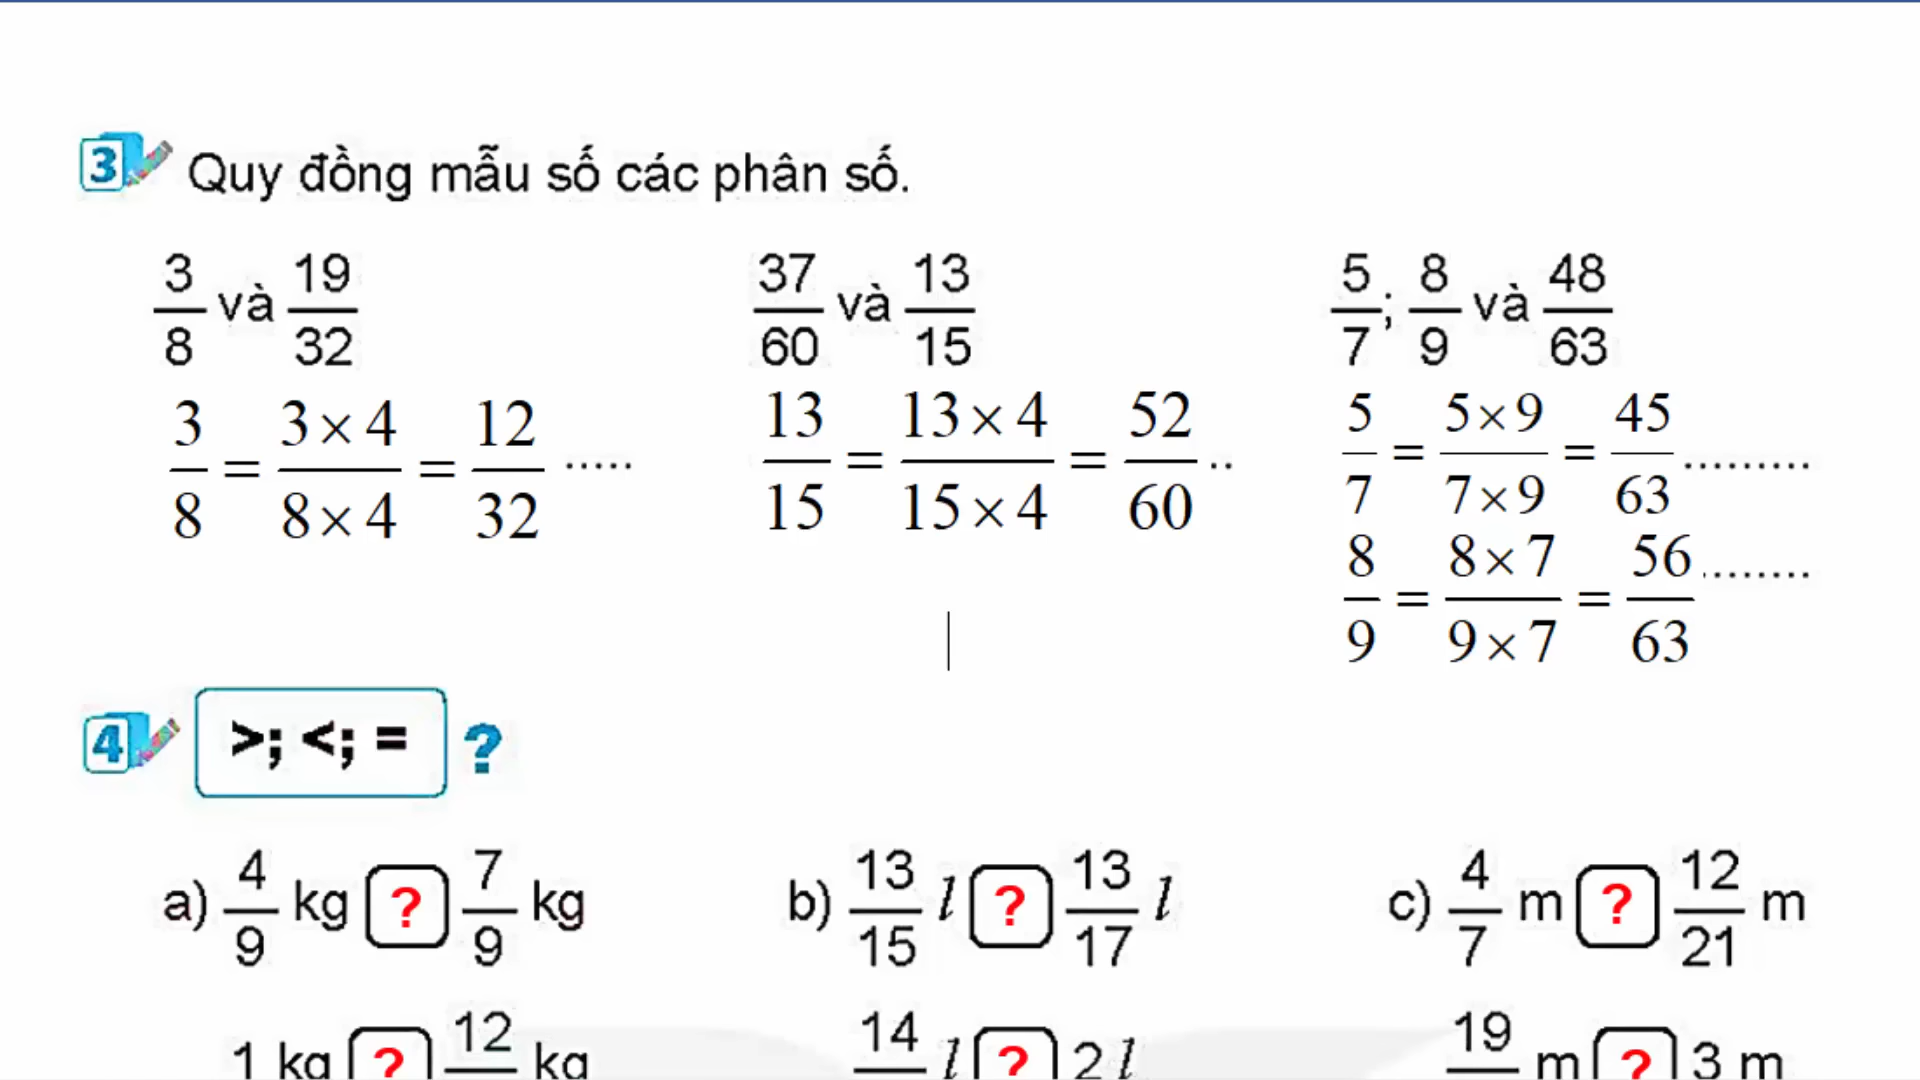 3 Quy đồng mẫu số các phân số.
3/8 và 19/32
37/60 và 13/15
5/7; 8/9 và 48/63
3/8 = 3×4/8×4 = 12/32 .....
13/15 = 13×4/15×4 = 52/60 ..
5/7 = 5×9/7×9 = 45/63 .........
8/9 = 8×7/9×7 = 56/63 ........
4 >; <; = ?
a) 4/9 kg ? 7/9 kg
b) 13/15 l ? 13/17 l
c) 4/7 m ? 12/21 m
1 kg ? 12 kg
14 l ? 2 l
19 m ? 3 m